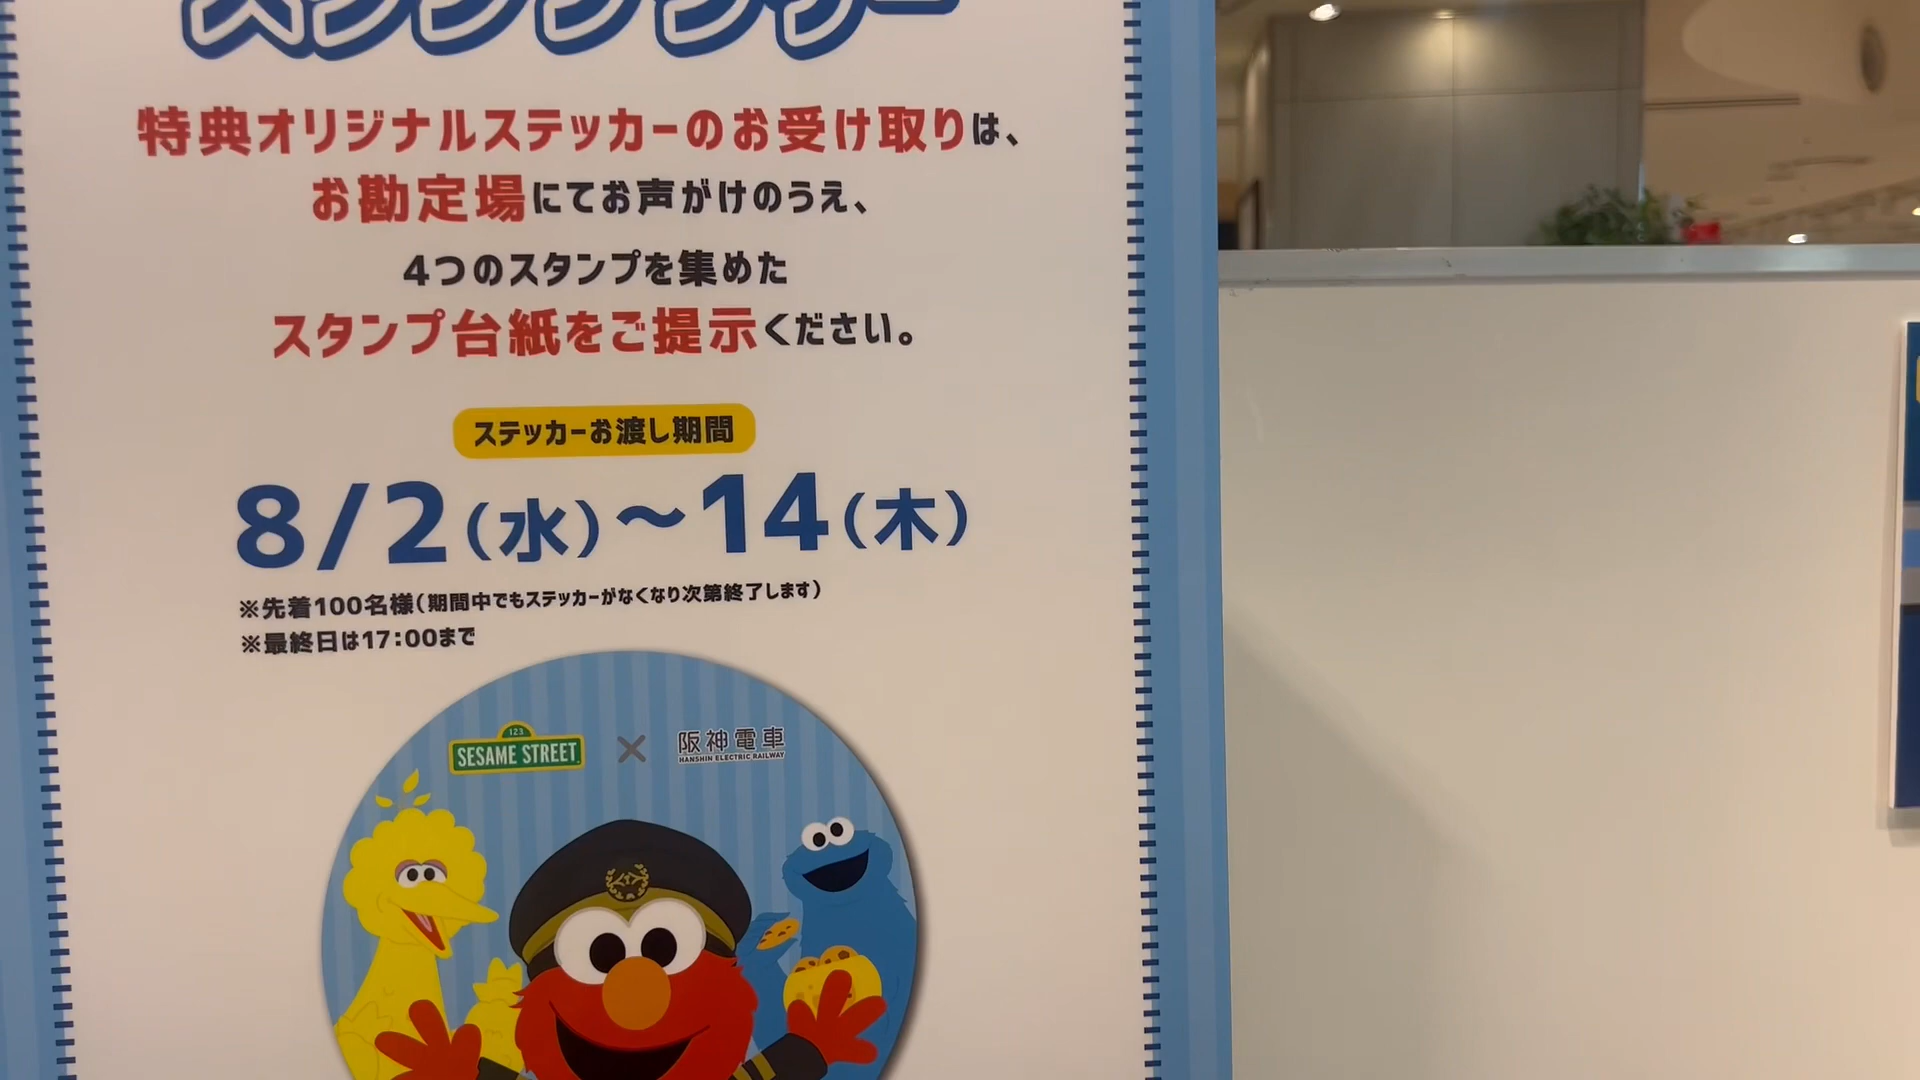 特典オリジナルステッカーのお受け取りは、
お勘定場にてお声がけのうえ、
4つのスタンプを集めた
スタンプ台紙をご提示ください。
ステッカーお渡し期間
8/2(水)～14(木)
※先着100名様(期間中でもステッカーがなくなり次第終了します)
※最終日は17:00まで
123
SESAME STREET × 阪神電車
HANSHIN ELECTRIC RAILWAY